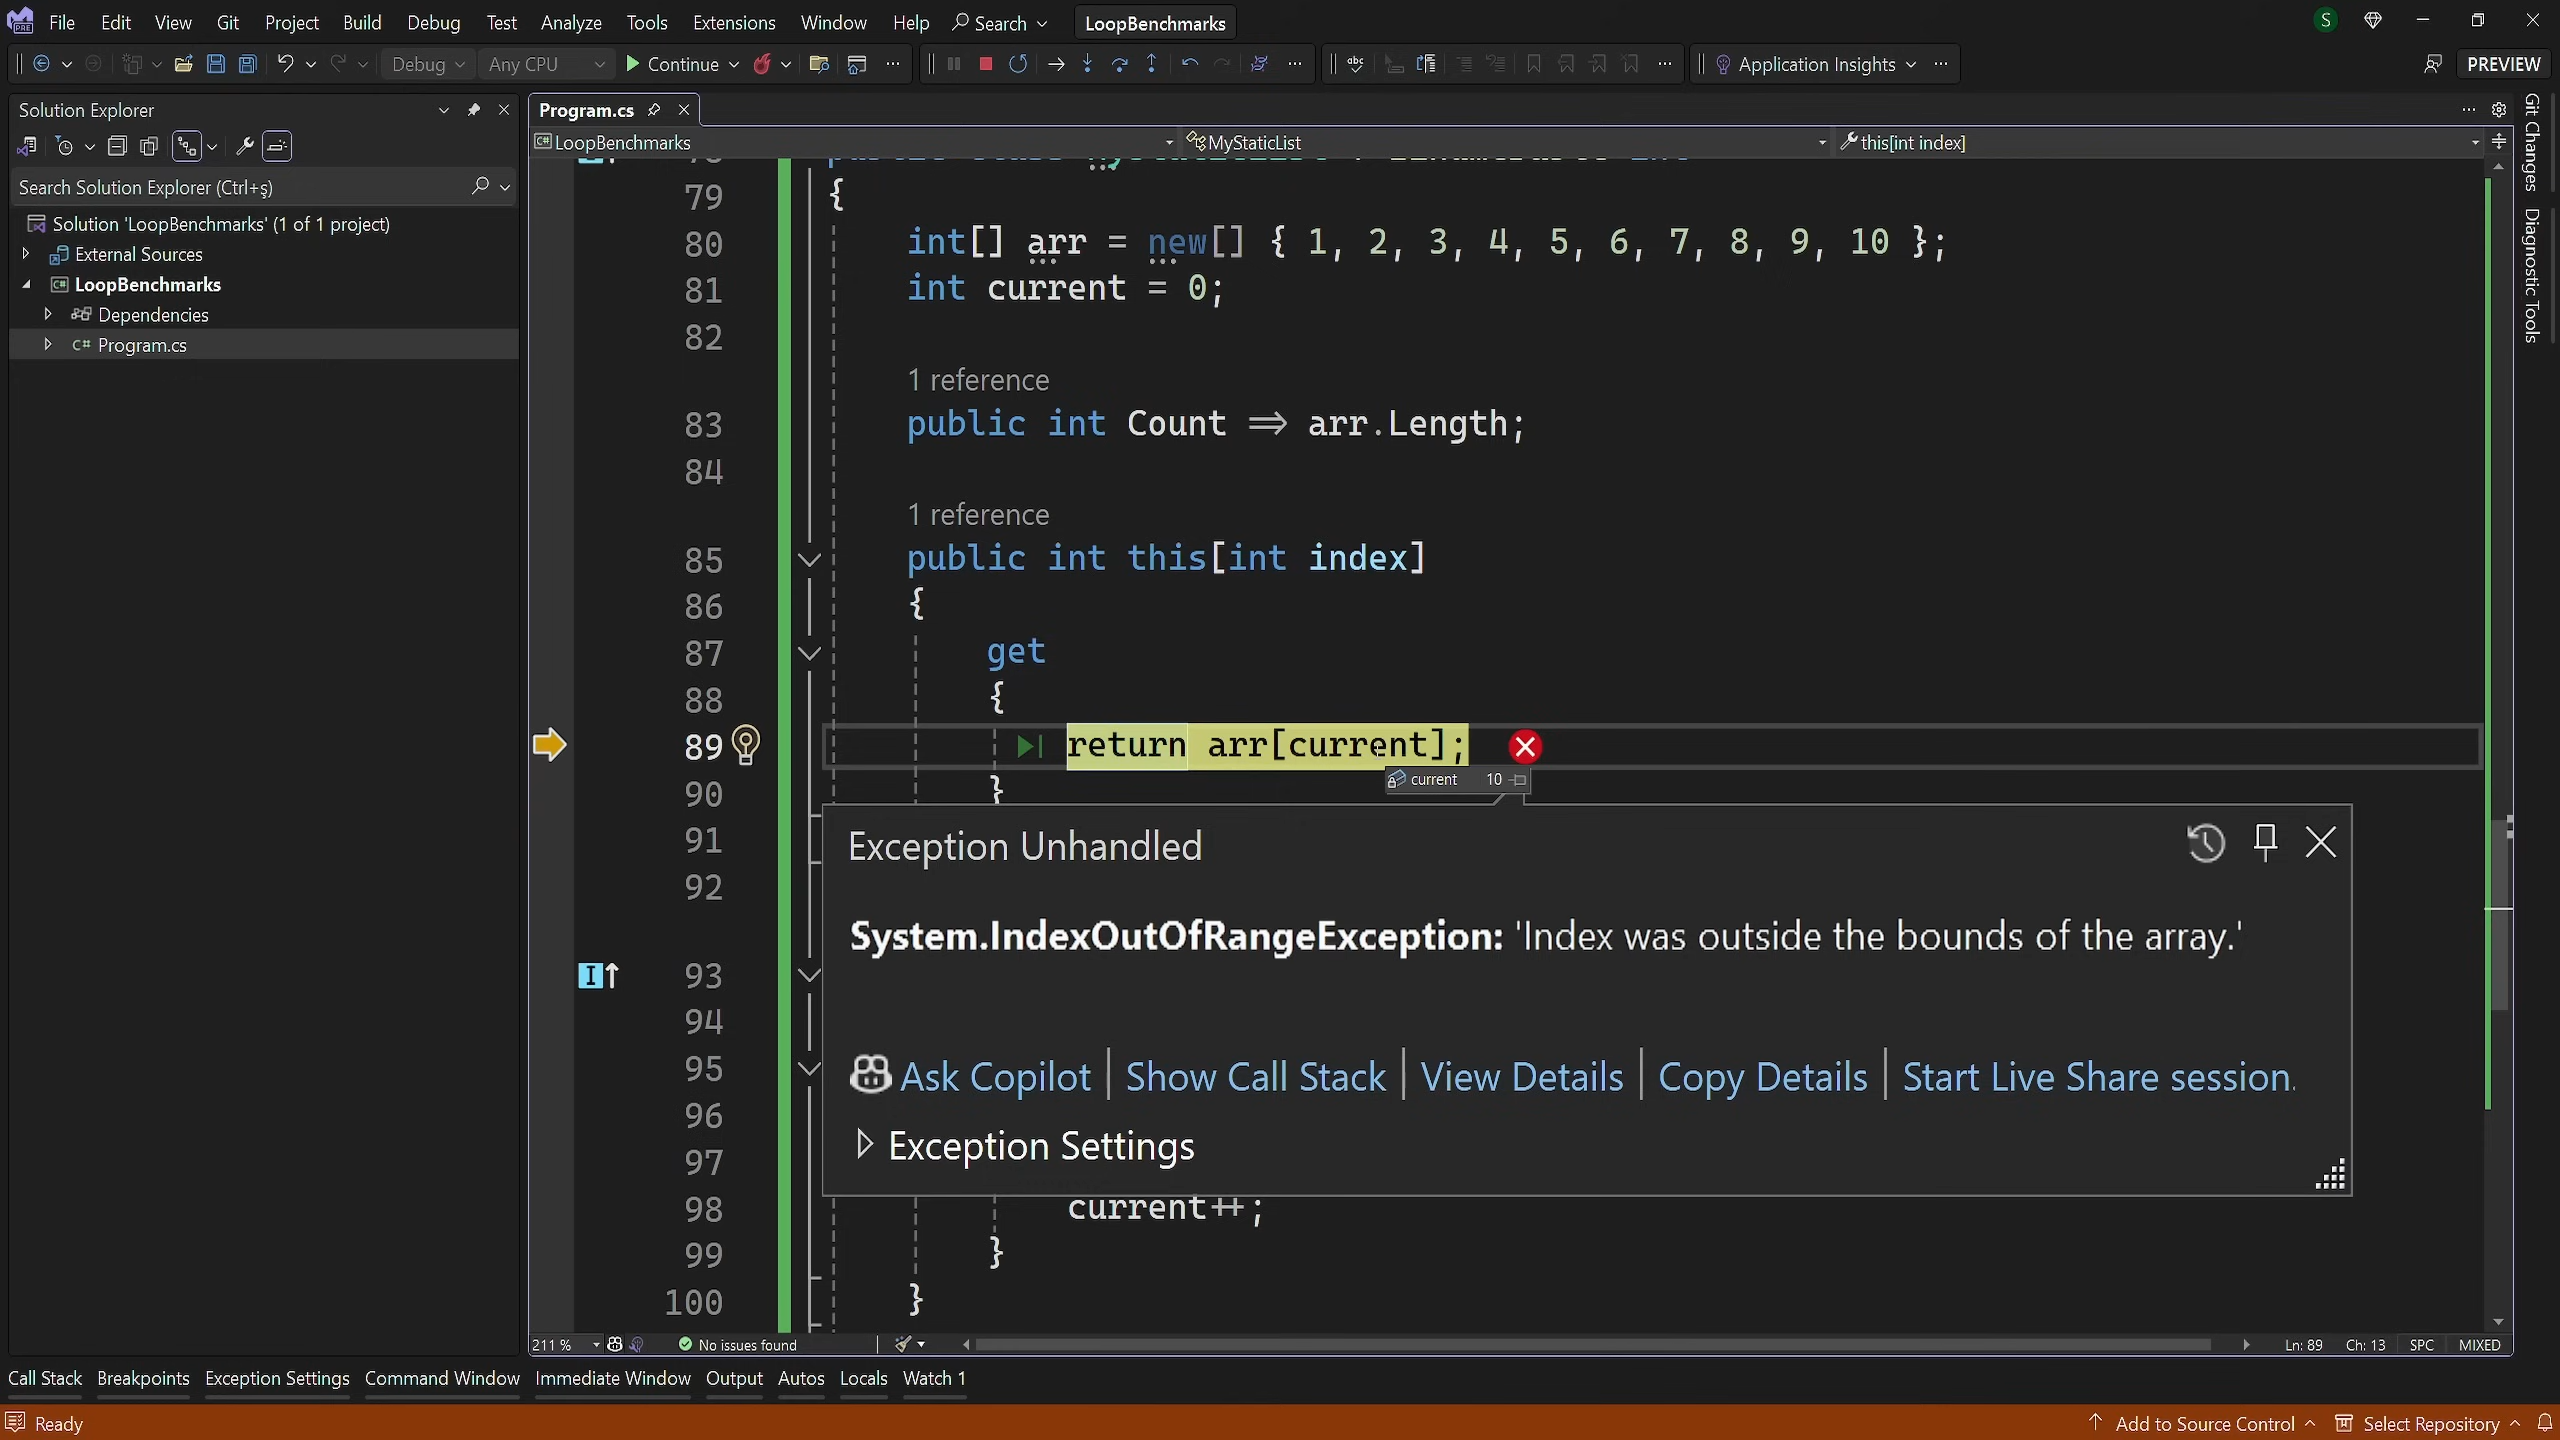 File Edit View Git Project Build Debug Test Analyze Tools Extensions Window Help Search LoopBenchmarks S
Debug Any CPU Continue Application Insights PREVIEW
Solution Explorer
Search Solution Explorer (Ctrl+ş)
Solution 'LoopBenchmarks' (1 of 1 project)
External Sources
LoopBenchmarks
Dependencies
C# Program.cs
Program.cs
LoopBenchmarks MyStaticList this[int index]
79 {
80 int[] arr = new[] { 1, 2, 3, 4, 5, 6, 7, 8, 9, 10 };
81 int current = 0;
82
1 reference
83 public int Count => arr.Length;
84
1 reference
85 public int this[int index]
86 {
87 get
88 {
89 return arr[current];
current 10
90 }
91
92
93
94
95
96
97
98 current++;
99 }
100 }
Exception Unhandled
System.IndexOutOfRangeException: 'Index was outside the bounds of the array.'
Ask Copilot | Show Call Stack | View Details | Copy Details | Start Live Share session.
Exception Settings
211 % No issues found Ln: 89 Ch: 13 SPC MIXED
Call Stack Breakpoints Exception Settings Command Window Immediate Window Output Autos Locals Watch 1
Ready Add to Source Control Select Repository
Git Changes
Diagnostic Tools